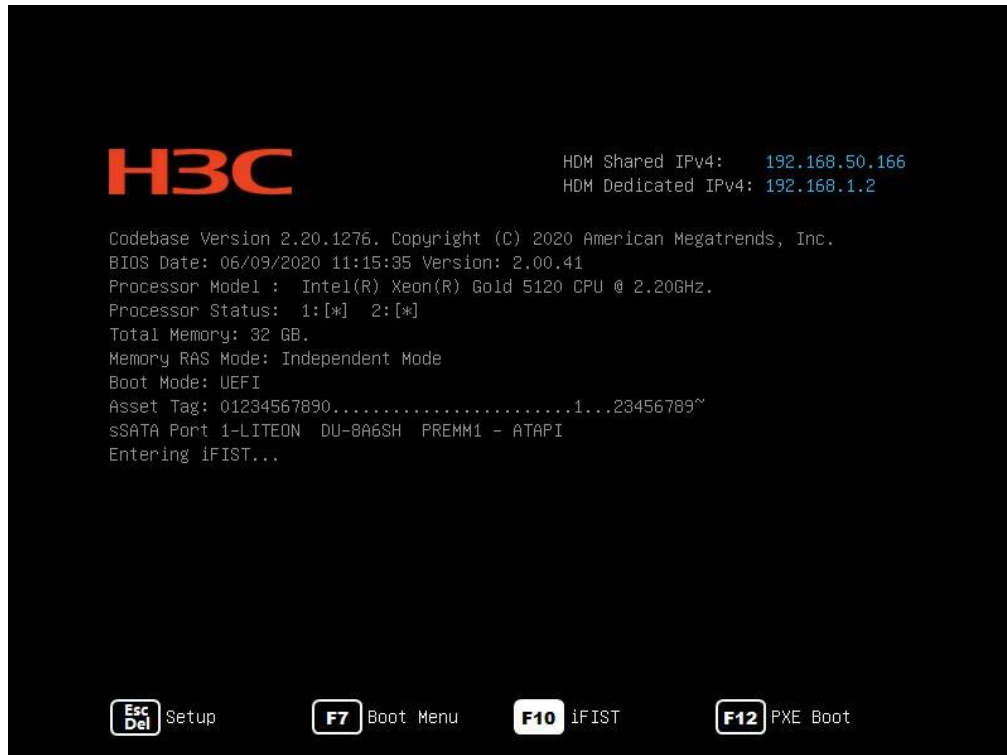 H3C
HDM Shared IPv4: 192.168.50.166
HDM Dedicated IPv4: 192.168.1.2
Codebase Version 2.20.1276. Copyright (C) 2020 American Megatrends, Inc.
BIOS Date: 06/09/2020 11:15:35 Version: 2.00.41
Processor Model :  Intel(R) Xeon(R) Gold 5120 CPU @ 2.20GHz.
Processor Status:  1:[*]  2:[*]
Total Memory: 32 GB.
Memory RAS Mode: Independent Mode
Boot Mode: UEFI
Asset Tag: 01234567890.........................1...23456789~
sSATA Port 1-LITEON  DU-8A6SH  PREMM1 - ATAPI
Entering iFIST...
Esc Del Setup F7 Boot Menu F10 iFIST F12 PXE Boot